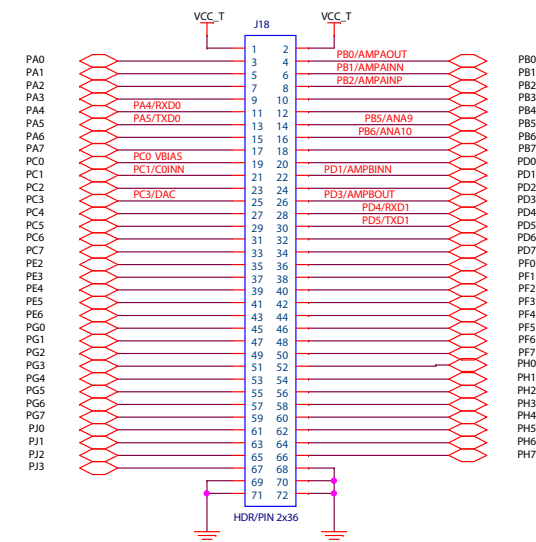 VCC_T VCC_T
J18
1 2
PA0 3 4 PB0/AMPAOUT PB0
PA1 5 6 PB1/AMPAINN PB1
PA2 7 8 PB2/AMPAINP PB2
PA3 9 10 PB3
PA4 PA4/RXD0 11 12 PB4
PA5 PA5/TXD0 13 14 PB5/ANA9 PB5
PA6 15 16 PB6/ANA10 PB6
PA7 17 18 PB7
PC0 PC0 VBIAS 19 20 PD0
PC1 PC1/C0INN 21 22 PD1/AMPBINN PD1
PC2 23 24 PD2
PC3 PC3/DAC 25 26 PD3/AMPBOUT PD3
PC4 27 28 PD4/RXD1 PD4
PC5 29 30 PD5/TXD1 PD5
PC6 31 32 PD6
PC7 33 34 PD7
PE2 35 36 PF0
PE3 37 38 PF1
PE4 39 40 PF2
PE5 41 42 PF3
PE6 43 44 PF4
PG0 45 46 PF5
PG1 47 48 PF6
PG2 49 50 PF7
PG3 51 52 PH0
PG4 53 54 PH1
PG5 55 56 PH2
PG6 57 58 PH3
PG7 59 60 PH4
PJ0 61 62 PH5
PJ1 63 64 PH6
PJ2 65 66 PH7
PJ3 67 68
69 70
71 72
HDR/PIN 2x36